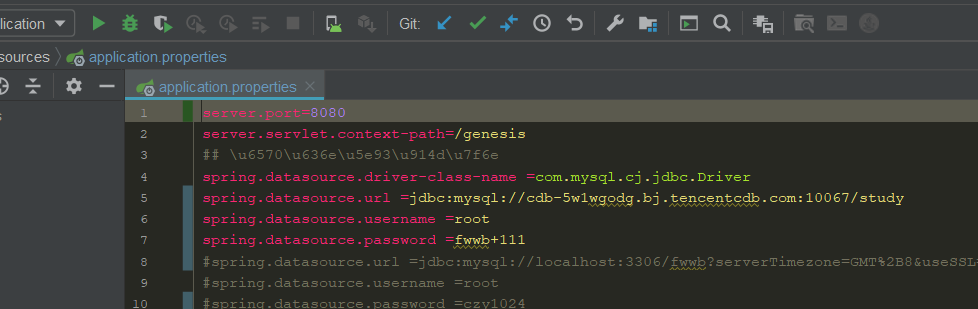 lication
Git:
sources
application.properties
application.properties
1 server.port=8080
2 server.servlet.context-path=/genesis
3 ## \u6570\u636e\u5e93\u914d\u7f6e
4 spring.datasource.driver-class-name =com.mysql.cj.jdbc.Driver
5 spring.datasource.url =jdbc:mysql://cdb-5w1wgodg.bj.tencentcdb.com:10067/study
6 spring.datasource.username =root
7 spring.datasource.password =fwwb+111
8 #spring.datasource.url =jdbc:mysql://localhost:3306/fwwb?serverTimezone=GMT%2B8&useSSL=
9 #spring.datasource.username =root
10 #spring.datasource.password =czy1024